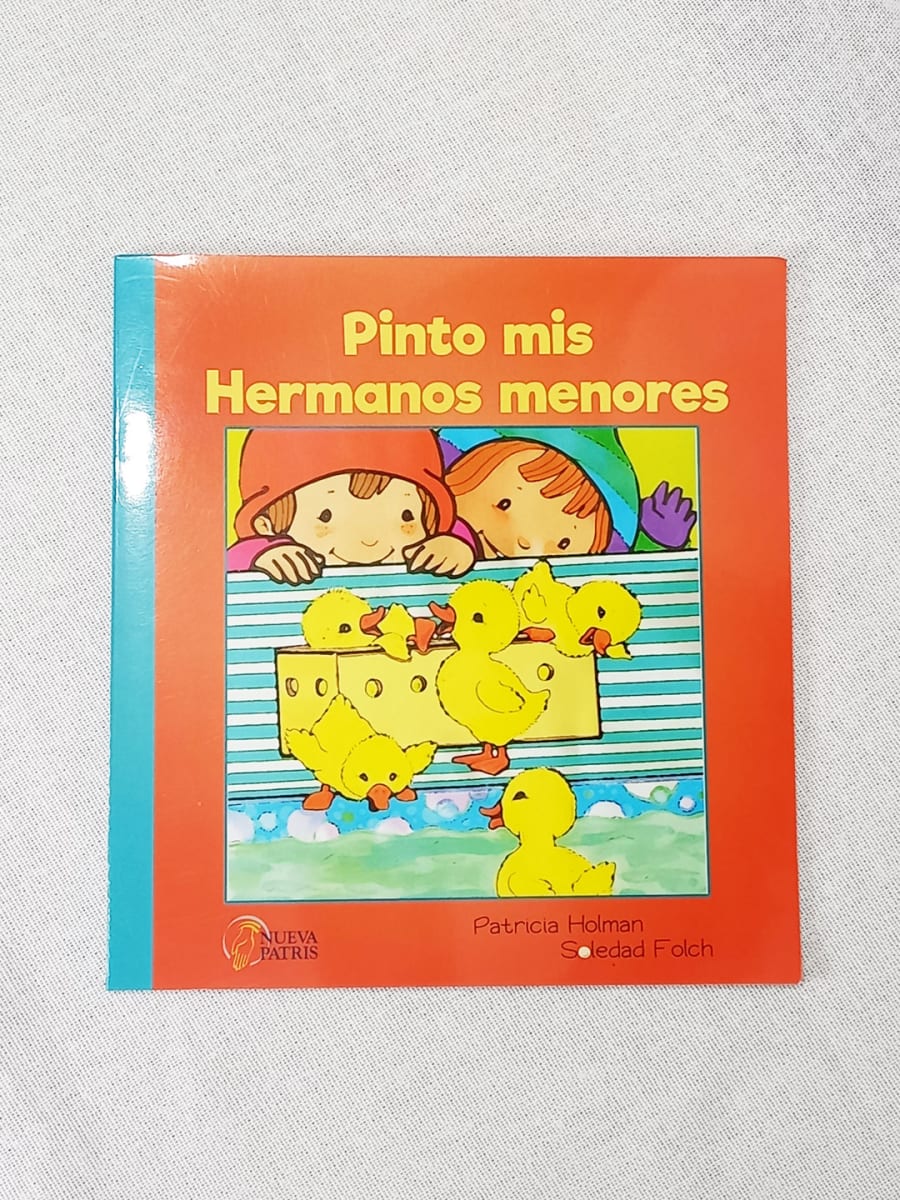 Pinto mis
Hermanos menores
NUEVA
PATRIS
Patricia Holman
Soledad Folch